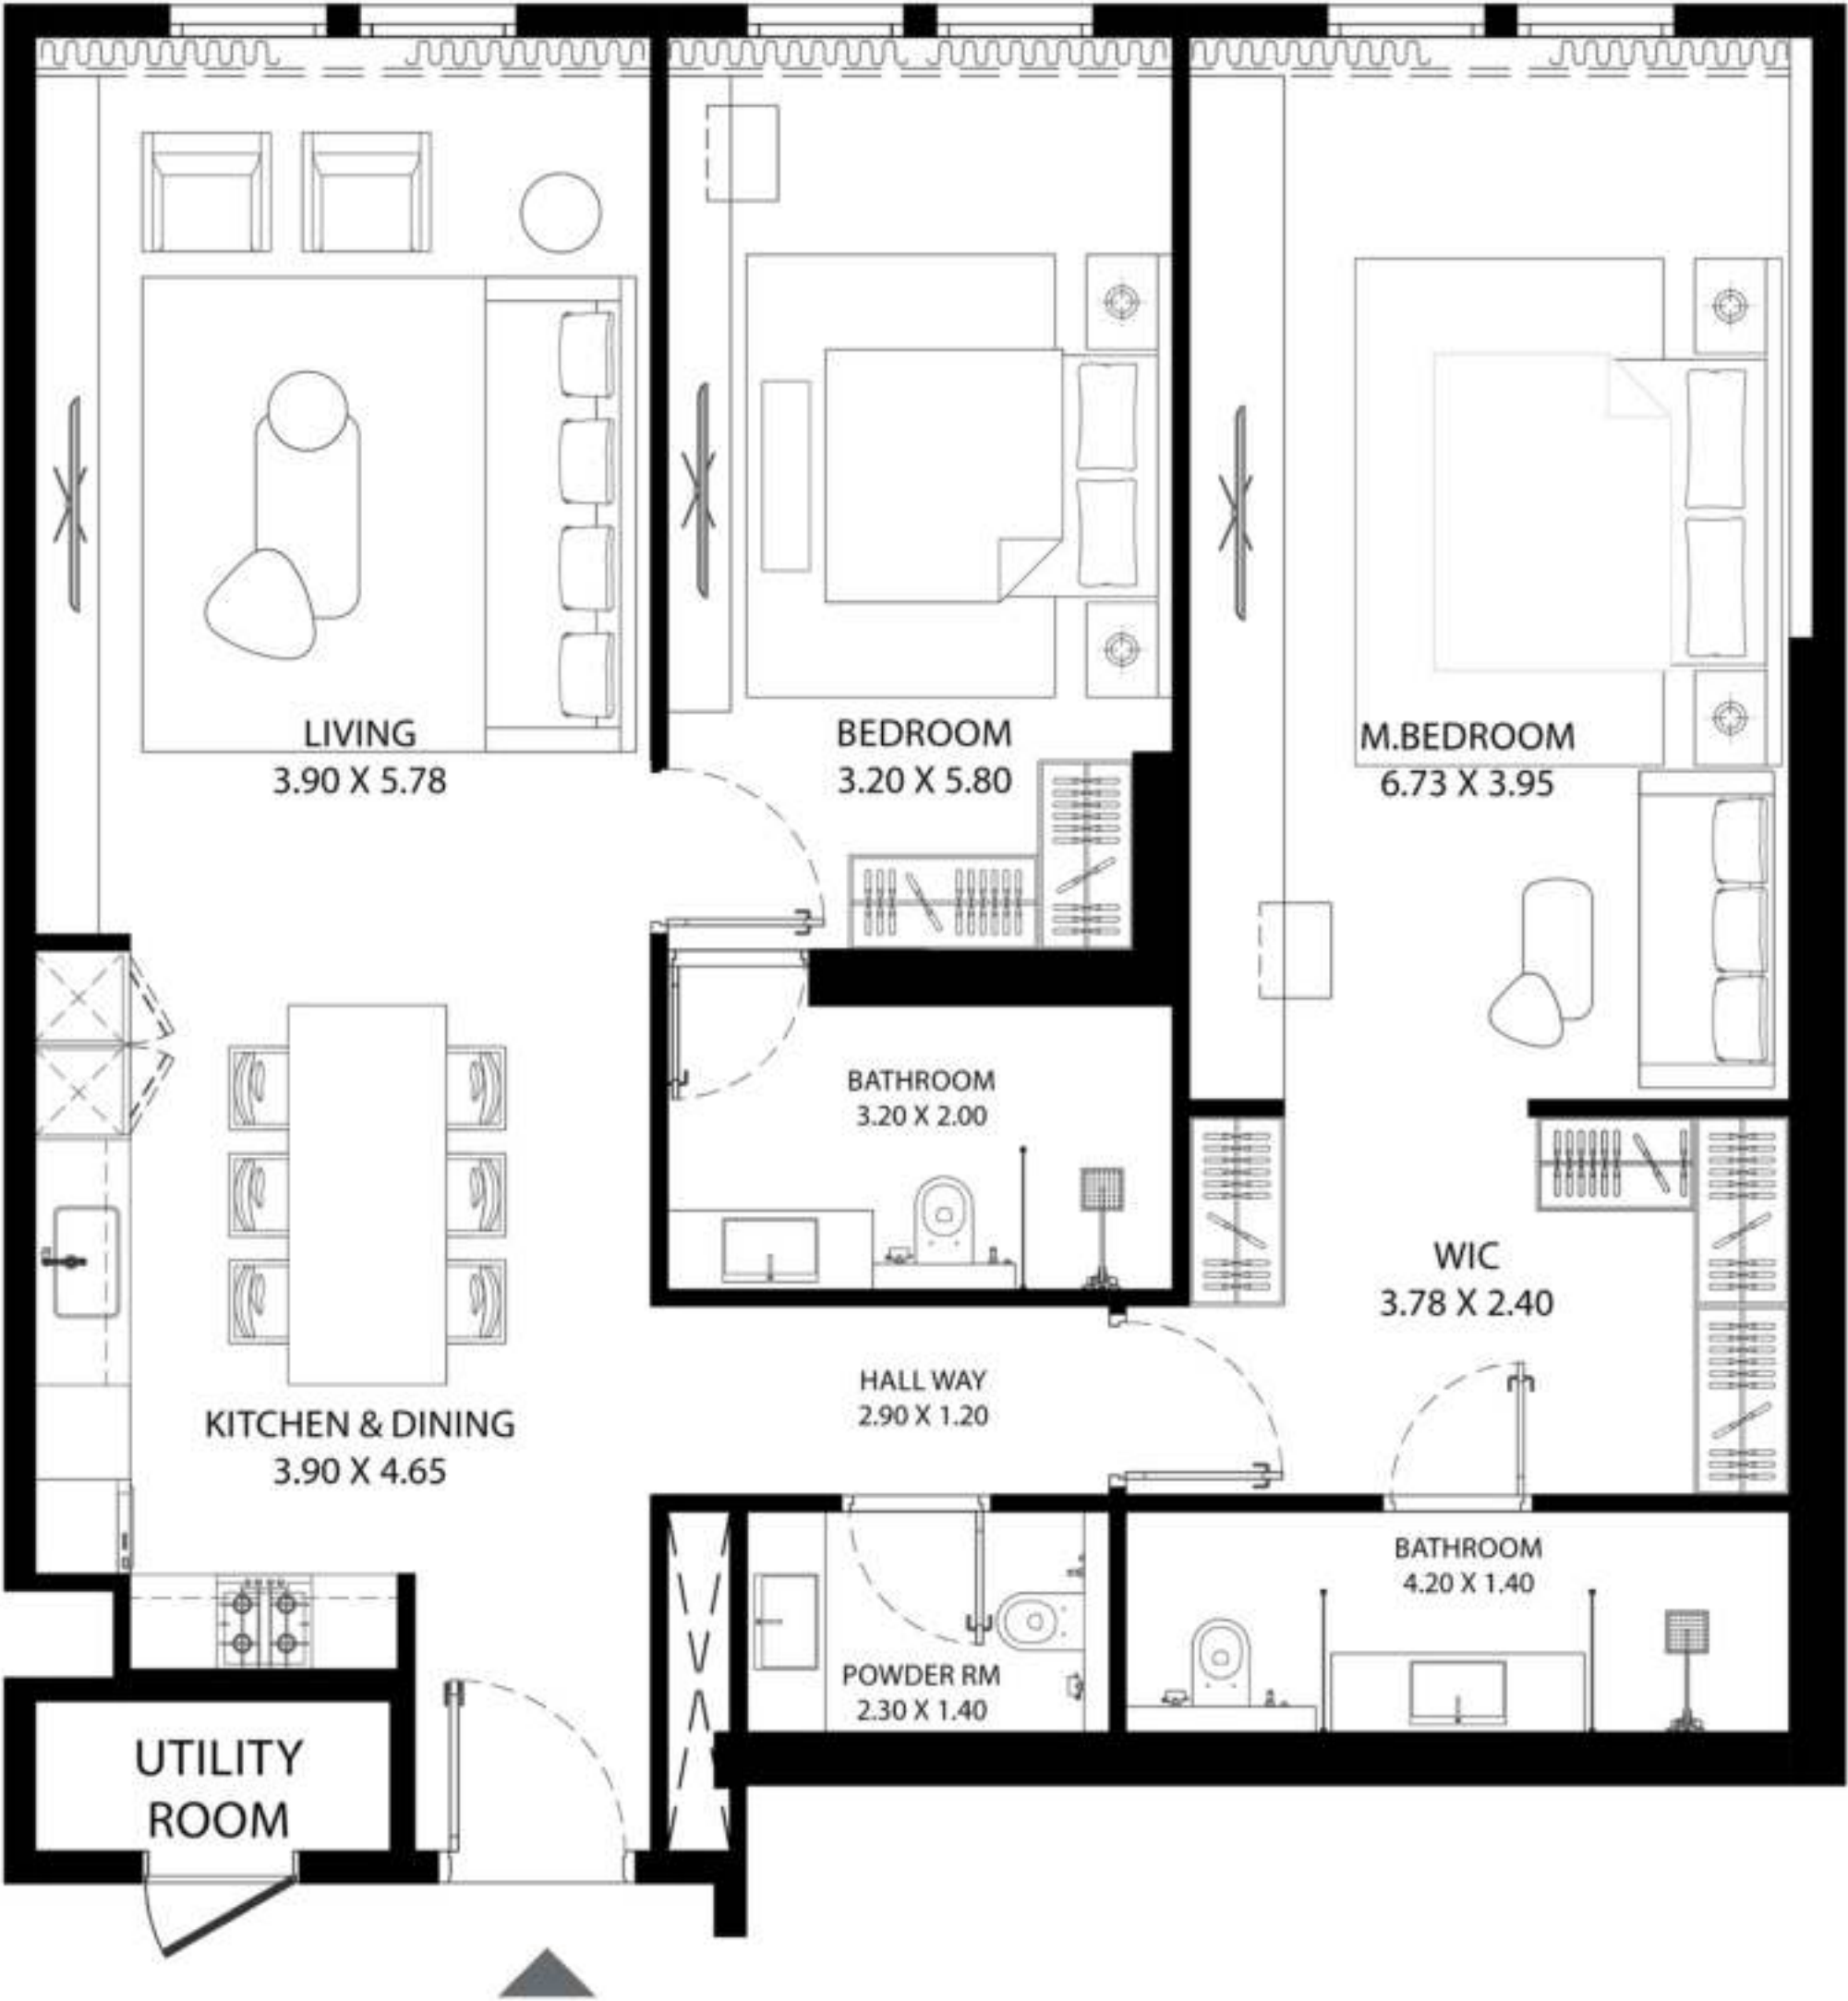 LIVING
3.90 X 5.78
BEDROOM
3.20 X 5.80
M.BEDROOM
6.73 X 3.95
BATHROOM
3.20 X 2.00
WIC
3.78 X 2.40
HALL WAY
2.90 X 1.20
KITCHEN & DINING
3.90 X 4.65
BATHROOM
4.20 X 1.40
POWDER RM
2.30 X 1.40
UTILITY
ROOM